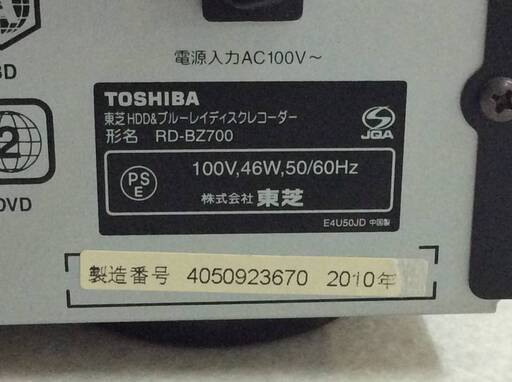 電源入力AC100V～
BD
2
DVD
TOSHIBA
東芝HDD&ブルーレイディスクレコーダー
形名 RD-BZ700
JQA
PS
E
100V,46W,50/60Hz
株式会社 東芝
E4U50JD 中国製
製造番号 4050923670 2010年